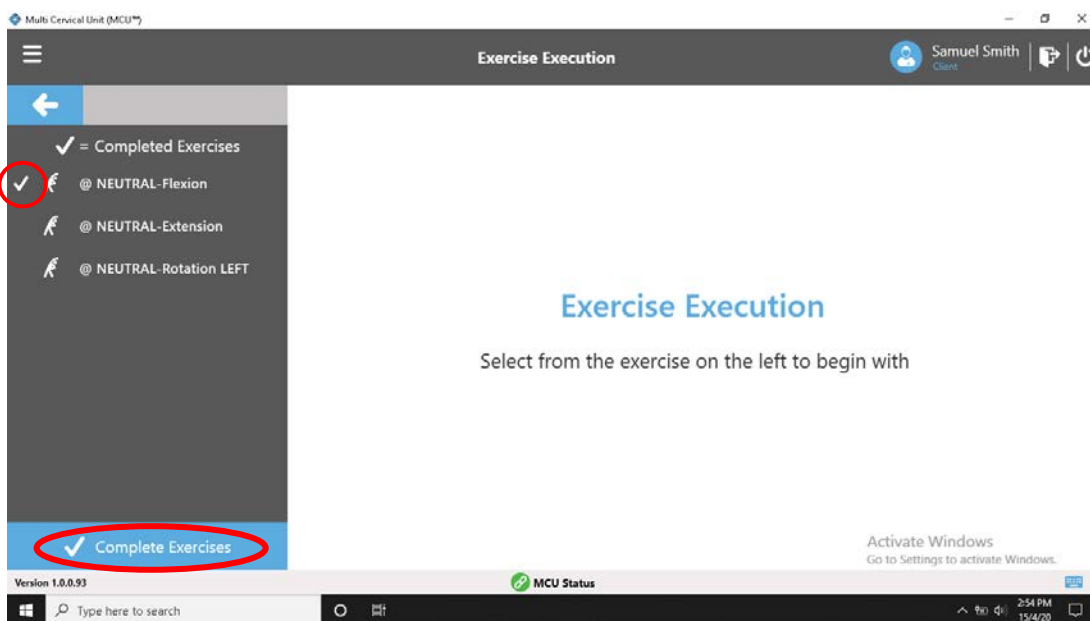 Multi Cervical Unit (MCU™)
Exercise Execution
Samuel Smith
Client
= Completed Exercises
@ NEUTRAL-Flexion
@ NEUTRAL-Extension
@ NEUTRAL-Rotation LEFT
Exercise Execution
Select from the exercise on the left to begin with
Complete Exercises
Activate Windows
Go to Settings to activate Windows.
Version 1.0.0.93
MCU Status
Type here to search
2:54 PM
15/4/20